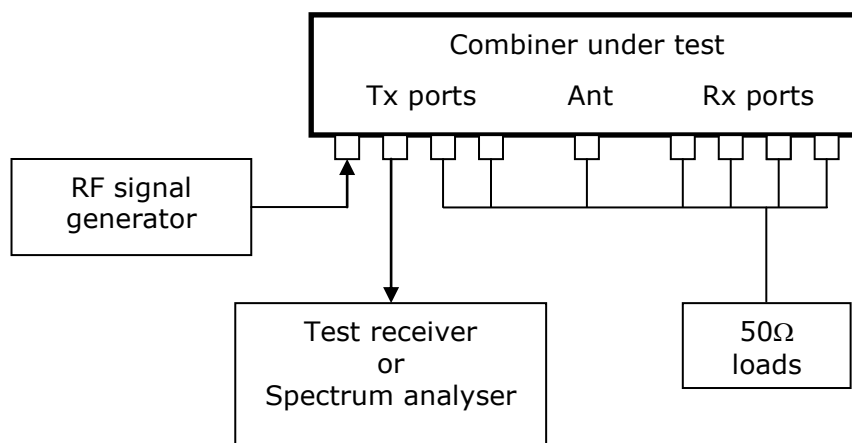 Combiner under test
Tx ports Ant Rx ports
RF signal
generator
Test receiver
or
Spectrum analyser
50Ω
loads